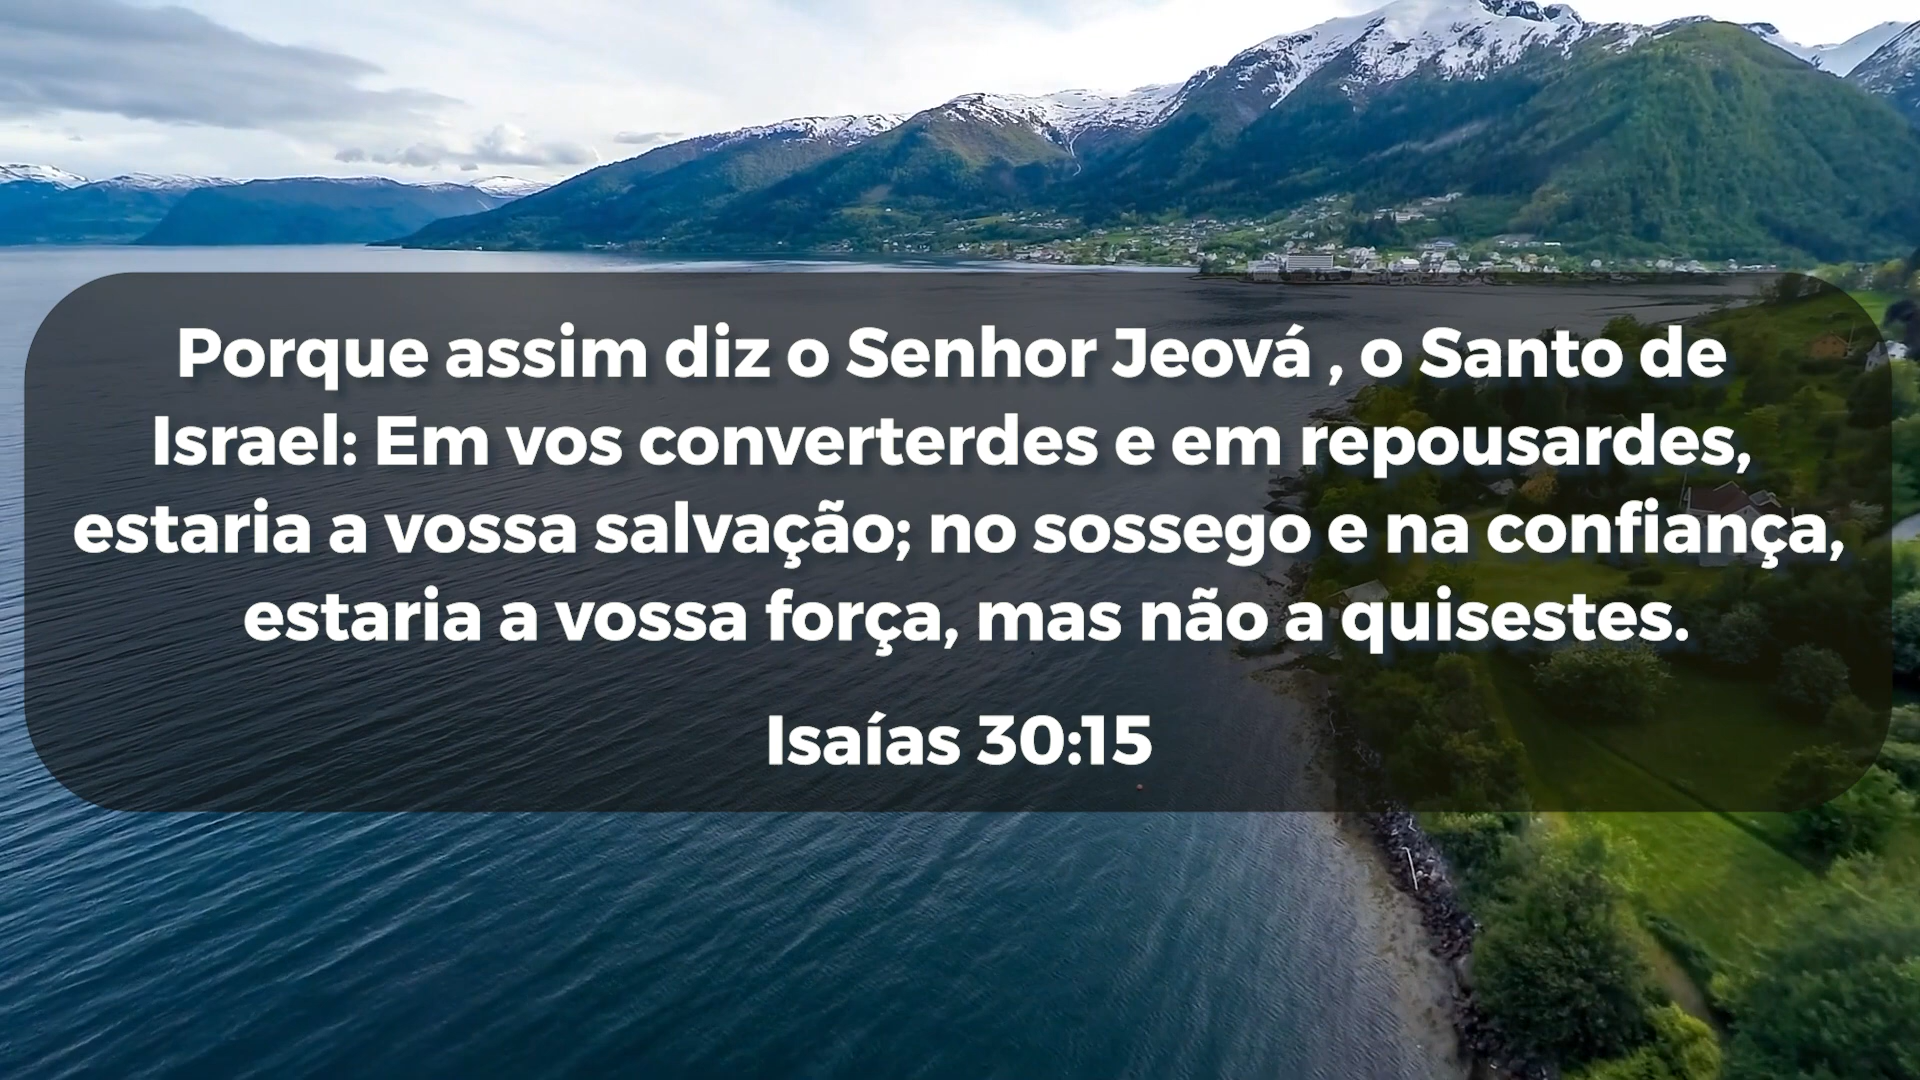 Porque assim diz o Senhor Jeová , o Santo de
Israel: Em vos converterdes e em repousardes,
estaria a vossa salvação; no sossego e na confiança,
estaria a vossa força, mas não a quisestes.
Isaías 30:15